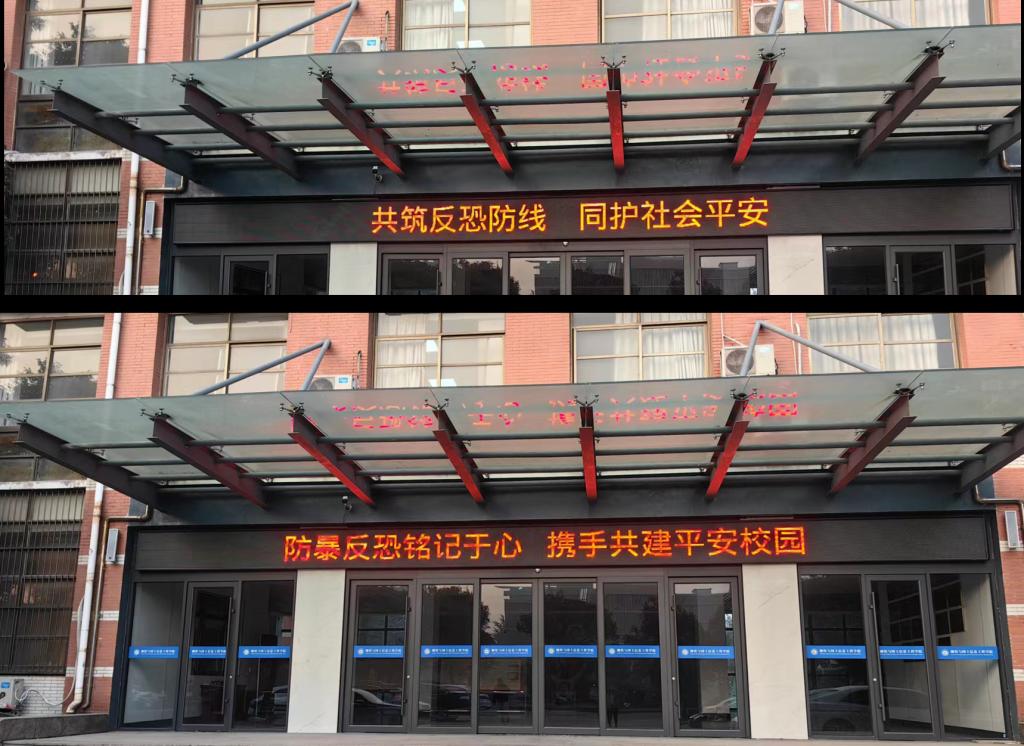 共筑反恐防线 同护社会平安
防暴反恐铭记于心 携手共建平安校园